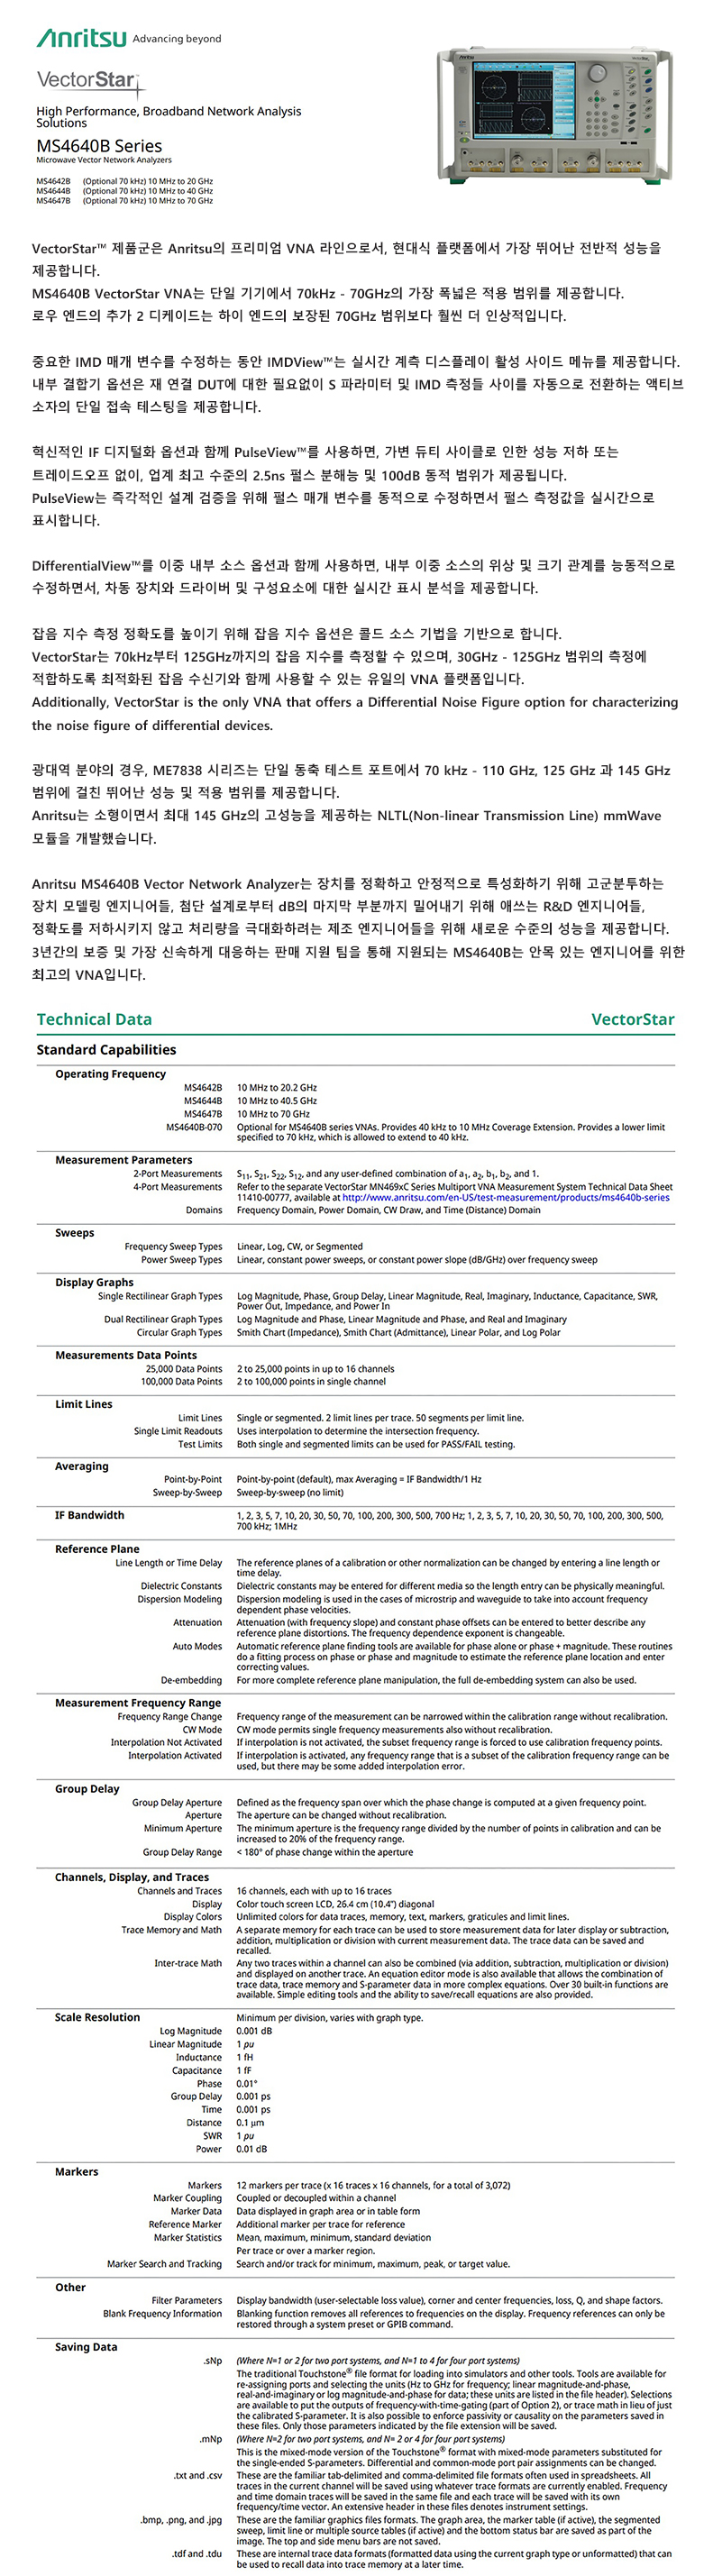 Anritsu Advancing beyond
VectorStar
High Performance, Broadband Network Analysis
Solutions
MS4640B Series
Microwave Vector Network Analyzers
MS4642B (Optional 70 kHz) 10 MHz to 20 GHz
MS4644B (Optional 70 kHz) 10 MHz to 40 GHz
MS4647B (Optional 70 kHz) 10 MHz to 70 GHz
VectorStar™ 제품군은 Anritsu의 프리미엄 VNA 라인으로서, 현대식 플랫폼에서 가장 뛰어난 전반적 성능을
제공합니다.
MS4640B VectorStar VNA는 단일 기기에서 70kHz - 70GHz의 가장 폭넓은 적용 범위를 제공합니다.
로우 엔드의 추가 2 디케이드는 하이 엔드의 보장된 70GHz 범위보다 훨씬 더 인상적입니다.
중요한 IMD 매개 변수를 수정하는 동안 IMDView™는 실시간 계측 디스플레이 활성 사이드 메뉴를 제공합니다.
내부 결합기 옵션은 재 연결 DUT에 대한 필요없이 S 파라미터 및 IMD 측정들 사이를 자동으로 전환하는 액티브
소자의 단일 접속 테스팅을 제공합니다.
혁신적인 IF 디지털화 옵션과 함께 PulseView™를 사용하면, 가변 듀티 사이클로 인한 성능 저하 또는
트레이드오프 없이, 업계 최고 수준의 2.5ns 펄스 분해능 및 100dB 동적 범위가 제공됩니다.
PulseView는 즉각적인 설계 검증을 위해 펄스 매개 변수를 동적으로 수정하면서 펄스 측정값을 실시간으로
표시합니다.
DifferentialView™를 이중 내부 소스 옵션과 함께 사용하면, 내부 이중 소스의 위상 및 크기 관계를 능동적으로
수정하면서, 차동 장치와 드라이버 및 구성요소에 대한 실시간 표시 분석을 제공합니다.
잡음 지수 측정 정확도를 높이기 위해 잡음 지수 옵션은 콜드 소스 기법을 기반으로 합니다.
VectorStar는 70kHz부터 125GHz까지의 잡음 지수를 측정할 수 있으며, 30GHz - 125GHz 범위의 측정에
적합하도록 최적화된 잡음 수신기와 함께 사용할 수 있는 유일의 VNA 플랫폼입니다.
Additionally, VectorStar is the only VNA that offers a Differential Noise Figure option for characterizing
the noise figure of differential devices.
광대역 분야의 경우, ME7838 시리즈는 단일 동축 테스트 포트에서 70 kHz - 110 GHz, 125 GHz 과 145 GHz
범위에 걸친 뛰어난 성능 및 적용 범위를 제공합니다.
Anritsu는 소형이면서 최대 145 GHz의 고성능을 제공하는 NLTL(Non-linear Transmission Line) mmWave
모듈을 개발했습니다.
Anritsu MS4640B Vector Network Analyzer는 장치를 정확하고 안정적으로 특성화하기 위해 고군분투하는
장치 모델링 엔지니어들, 첨단 설계로부터 dB의 마지막 부분까지 밀어내기 위해 애쓰는 R&D 엔지니어들,
정확도를 저하시키지 않고 처리량을 극대화하려는 제조 엔지니어들을 위해 새로운 수준의 성능을 제공합니다.
3년간의 보증 및 가장 신속하게 대응하는 판매 지원 팀을 통해 지원되는 MS4640B는 안목 있는 엔지니어를 위한
최고의 VNA입니다.
Technical Data VectorStar
Standard Capabilities
Operating Frequency
MS4642B 10 MHz to 20.2 GHz
MS4644B 10 MHz to 40.5 GHz
MS4647B 10 MHz to 70 GHz
MS4640B-070 Optional for MS4640B series VNAs. Provides 40 kHz to 10 MHz Coverage Extension. Provides a lower limit
specified to 70 kHz, which is allowed to extend to 40 kHz.
Measurement Parameters
2-Port Measurements S11, S21, S22, S12, and any user-defined combination of a1, a2, b1, b2, and 1.
4-Port Measurements Refer to the separate VectorStar MN469xC Series Multiport VNA Measurement System Technical Data Sheet
11410-00777, available at http://www.anritsu.com/en-US/test-measurement/products/ms4640b-series
Domains Frequency Domain, Power Domain, CW Draw, and Time (Distance) Domain
Sweeps
Frequency Sweep Types Linear, Log, CW, or Segmented
Power Sweep Types Linear, constant power sweeps, or constant power slope (dB/GHz) over frequency sweep
Display Graphs
Single Rectilinear Graph Types Log Magnitude, Phase, Group Delay, Linear Magnitude, Real, Imaginary, Inductance, Capacitance, SWR,
Power Out, Impedance, and Power In
Dual Rectilinear Graph Types Log Magnitude and Phase, Linear Magnitude and Phase, and Real and Imaginary
Circular Graph Types Smith Chart (Impedance), Smith Chart (Admittance), Linear Polar, and Log Polar
Measurements Data Points
25,000 Data Points 2 to 25,000 points in up to 16 channels
100,000 Data Points 2 to 100,000 points in single channel
Limit Lines
Limit Lines Single or segmented. 2 limit lines per trace. 50 segments per limit line.
Single Limit Readouts Uses interpolation to determine the intersection frequency.
Test Limits Both single and segmented limits can be used for PASS/FAIL testing.
Averaging
Point-by-Point Point-by-point (default), max Averaging = IF Bandwidth/1 Hz
Sweep-by-Sweep Sweep-by-sweep (no limit)
IF Bandwidth 1, 2, 3, 5, 7, 10, 20, 30, 50, 70, 100, 200, 300, 500, 700 Hz; 1, 2, 3, 5, 7, 10, 20, 30, 50, 70, 100, 200, 300, 500,
700 kHz; 1MHz
Reference Plane
Line Length or Time Delay The reference planes of a calibration or other normalization can be changed by entering a line length or
time delay.
Dielectric Constants Dielectric constants may be entered for different media so the length entry can be physically meaningful.
Dispersion Modeling Dispersion modeling is used in the cases of microstrip and waveguide to take into account frequency
dependent phase velocities.
Attenuation Attenuation (with frequency slope) and constant phase offsets can be entered to better describe any
reference plane distortions. The frequency dependence exponent is changeable.
Auto Modes Automatic reference plane finding tools are available for phase alone or phase + magnitude. These routines
do a fitting process on phase or phase and magnitude to estimate the reference plane location and enter
correcting values.
De-embedding For more complete reference plane manipulation, the full de-embedding system can also be used.
Measurement Frequency Range
Frequency Range Change Frequency range of the measurement can be narrowed within the calibration range without recalibration.
CW Mode CW mode permits single frequency measurements also without recalibration.
Interpolation Not Activated If interpolation is not activated, the subset frequency range is forced to use calibration frequency points.
Interpolation Activated If interpolation is activated, any frequency range that is a subset of the calibration frequency range can be
used, but there may be some added interpolation error.
Group Delay
Group Delay Aperture Defined as the frequency span over which the phase change is computed at a given frequency point.
Aperture The aperture can be changed without recalibration.
Minimum Aperture The minimum aperture is the frequency range divided by the number of points in calibration and can be
increased to 20% of the frequency range.
Group Delay Range < 180° of phase change within the aperture
Channels, Display, and Traces
Channels and Traces 16 channels, each with up to 16 traces
Display Color touch screen LCD, 26.4 cm (10.4") diagonal
Display Colors Unlimited colors for data traces, memory, text, markers, graticules and limit lines.
Trace Memory and Math A separate memory for each trace can be used to store measurement data for later display or subtraction,
addition, multiplication or division with current measurement data. The trace data can be saved and
recalled.
Inter-trace Math Any two traces within a channel can also be combined (via addition, subtraction, multiplication or division)
and displayed on another trace. An equation editor mode is also available that allows the combination of
trace data, trace memory and S-parameter data in more complex equations. Over 30 built-in functions are
available. Simple editing tools and the ability to save/recall equations are also provided.
Scale Resolution Minimum per division, varies with graph type.
Log Magnitude 0.001 dB
Linear Magnitude 1 pu
Inductance 1 fH
Capacitance 1 fF
Phase 0.01°
Group Delay 0.001 ps
Time 0.001 ps
Distance 0.1 μm
SWR 1 pu
Power 0.01 dB
Markers
Markers 12 markers per trace (x 16 traces x 16 channels, for a total of 3,072)
Marker Coupling Coupled or decoupled within a channel
Marker Data Data displayed in graph area or in table form
Reference Marker Additional marker per trace for reference
Marker Statistics Mean, maximum, minimum, standard deviation
Per trace or over a marker region.
Marker Search and Tracking Search and/or track for minimum, maximum, peak, or target value.
Other
Filter Parameters Display bandwidth (user-selectable loss value), corner and center frequencies, loss, Q, and shape factors.
Blank Frequency Information Blanking function removes all references to frequencies on the display. Frequency references can only be
restored through a system preset or GPIB command.
Saving Data
.sNp (Where N=1 or 2 for two port systems, and N=1 to 4 for four port systems)
The traditional Touchstone® file format for loading into simulators and other tools. Tools are available for
re-assigning ports and selecting the units (Hz to GHz for frequency; linear magnitude-and-phase,
real-and-imaginary or log magnitude-and-phase for data; these units are listed in the file header). Selections
are available to put the outputs of frequency-with-time-gating (part of Option 2), or trace math in lieu of just
the calibrated S-parameter. It is also possible to enforce passivity or causality on the parameters saved in
these files. Only those parameters indicated by the file extension will be saved.
.mNp (Where N=2 for two port systems, and N= 2 or 4 for four port systems)
This is the mixed-mode version of the Touchstone® format with mixed-mode parameters substituted for
the single-ended S-parameters. Differential and common-mode port pair assignments can be changed.
.txt and .csv These are the familiar tab-delimited and comma-delimited file formats often used in spreadsheets. All
traces in the current channel will be saved using whatever trace formats are currently enabled. Frequency
and time domain traces will be saved in the same file and each trace will be saved with its own
frequency/time vector. An extensive header in these files denotes instrument settings.
.bmp, .png, and .jpg These are the familiar graphics files formats. The graph area, the marker table (if active), the segmented
sweep, limit line or multiple source tables (if active) and the bottom status bar are saved as part of the
image. The top and side menu bars are not saved.
.tdf and .tdu These are internal trace data formats (formatted data using the current graph type or unformatted) that can
be used to recall data into trace memory at a later time.